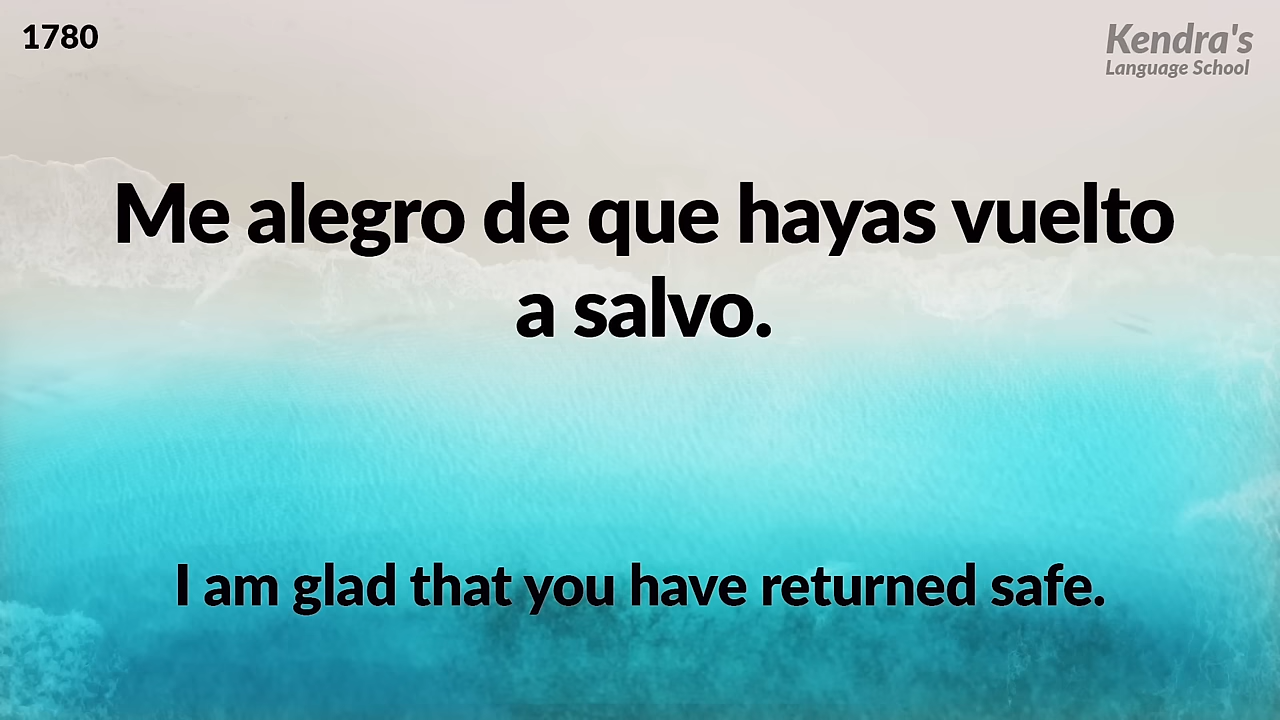 1780
Kendra's
Language School
Me alegro de que hayas vuelto
a salvo.
I am glad that you have returned safe.